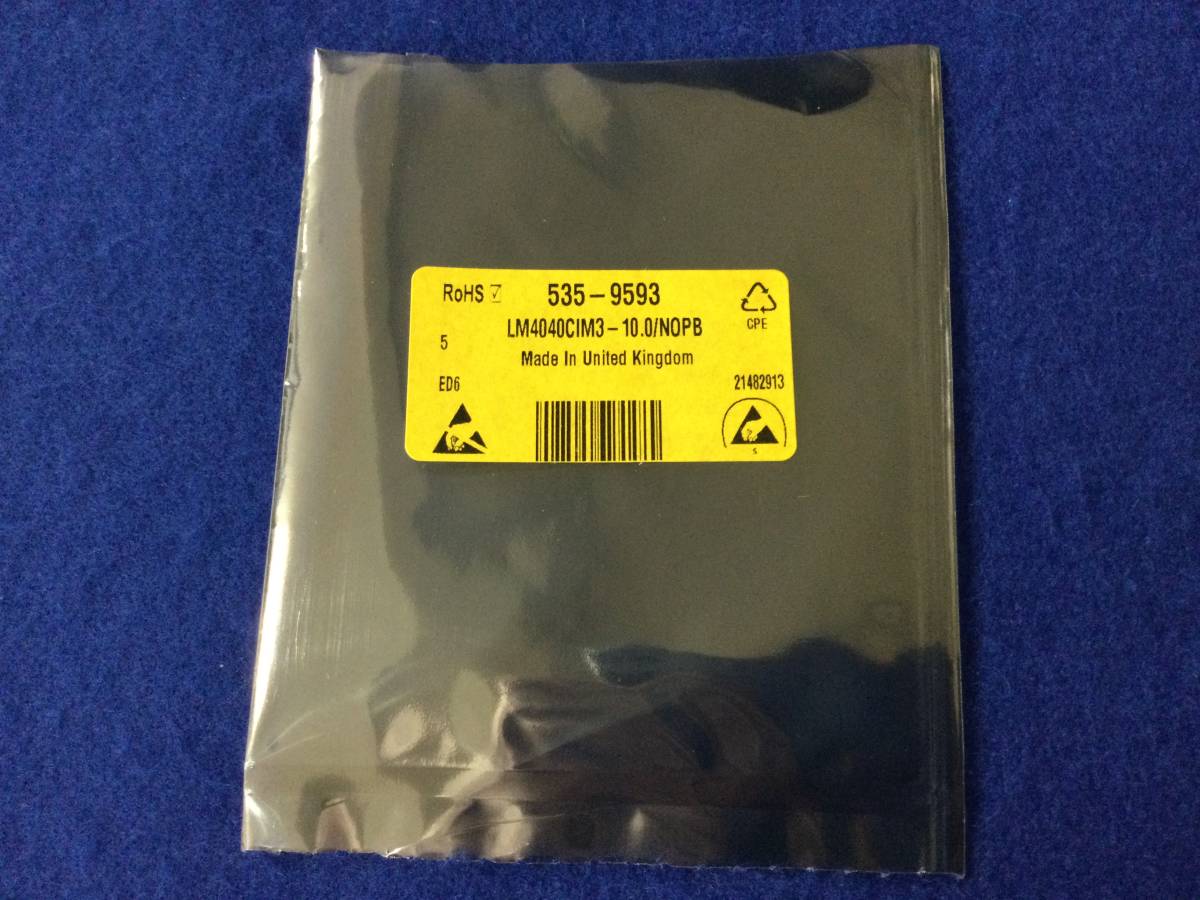 RoHS ☑ 535-9593
LM4040CIM3-10.0/NOPB
CPE
5
Made In United Kingdom
ED6
21482913
S